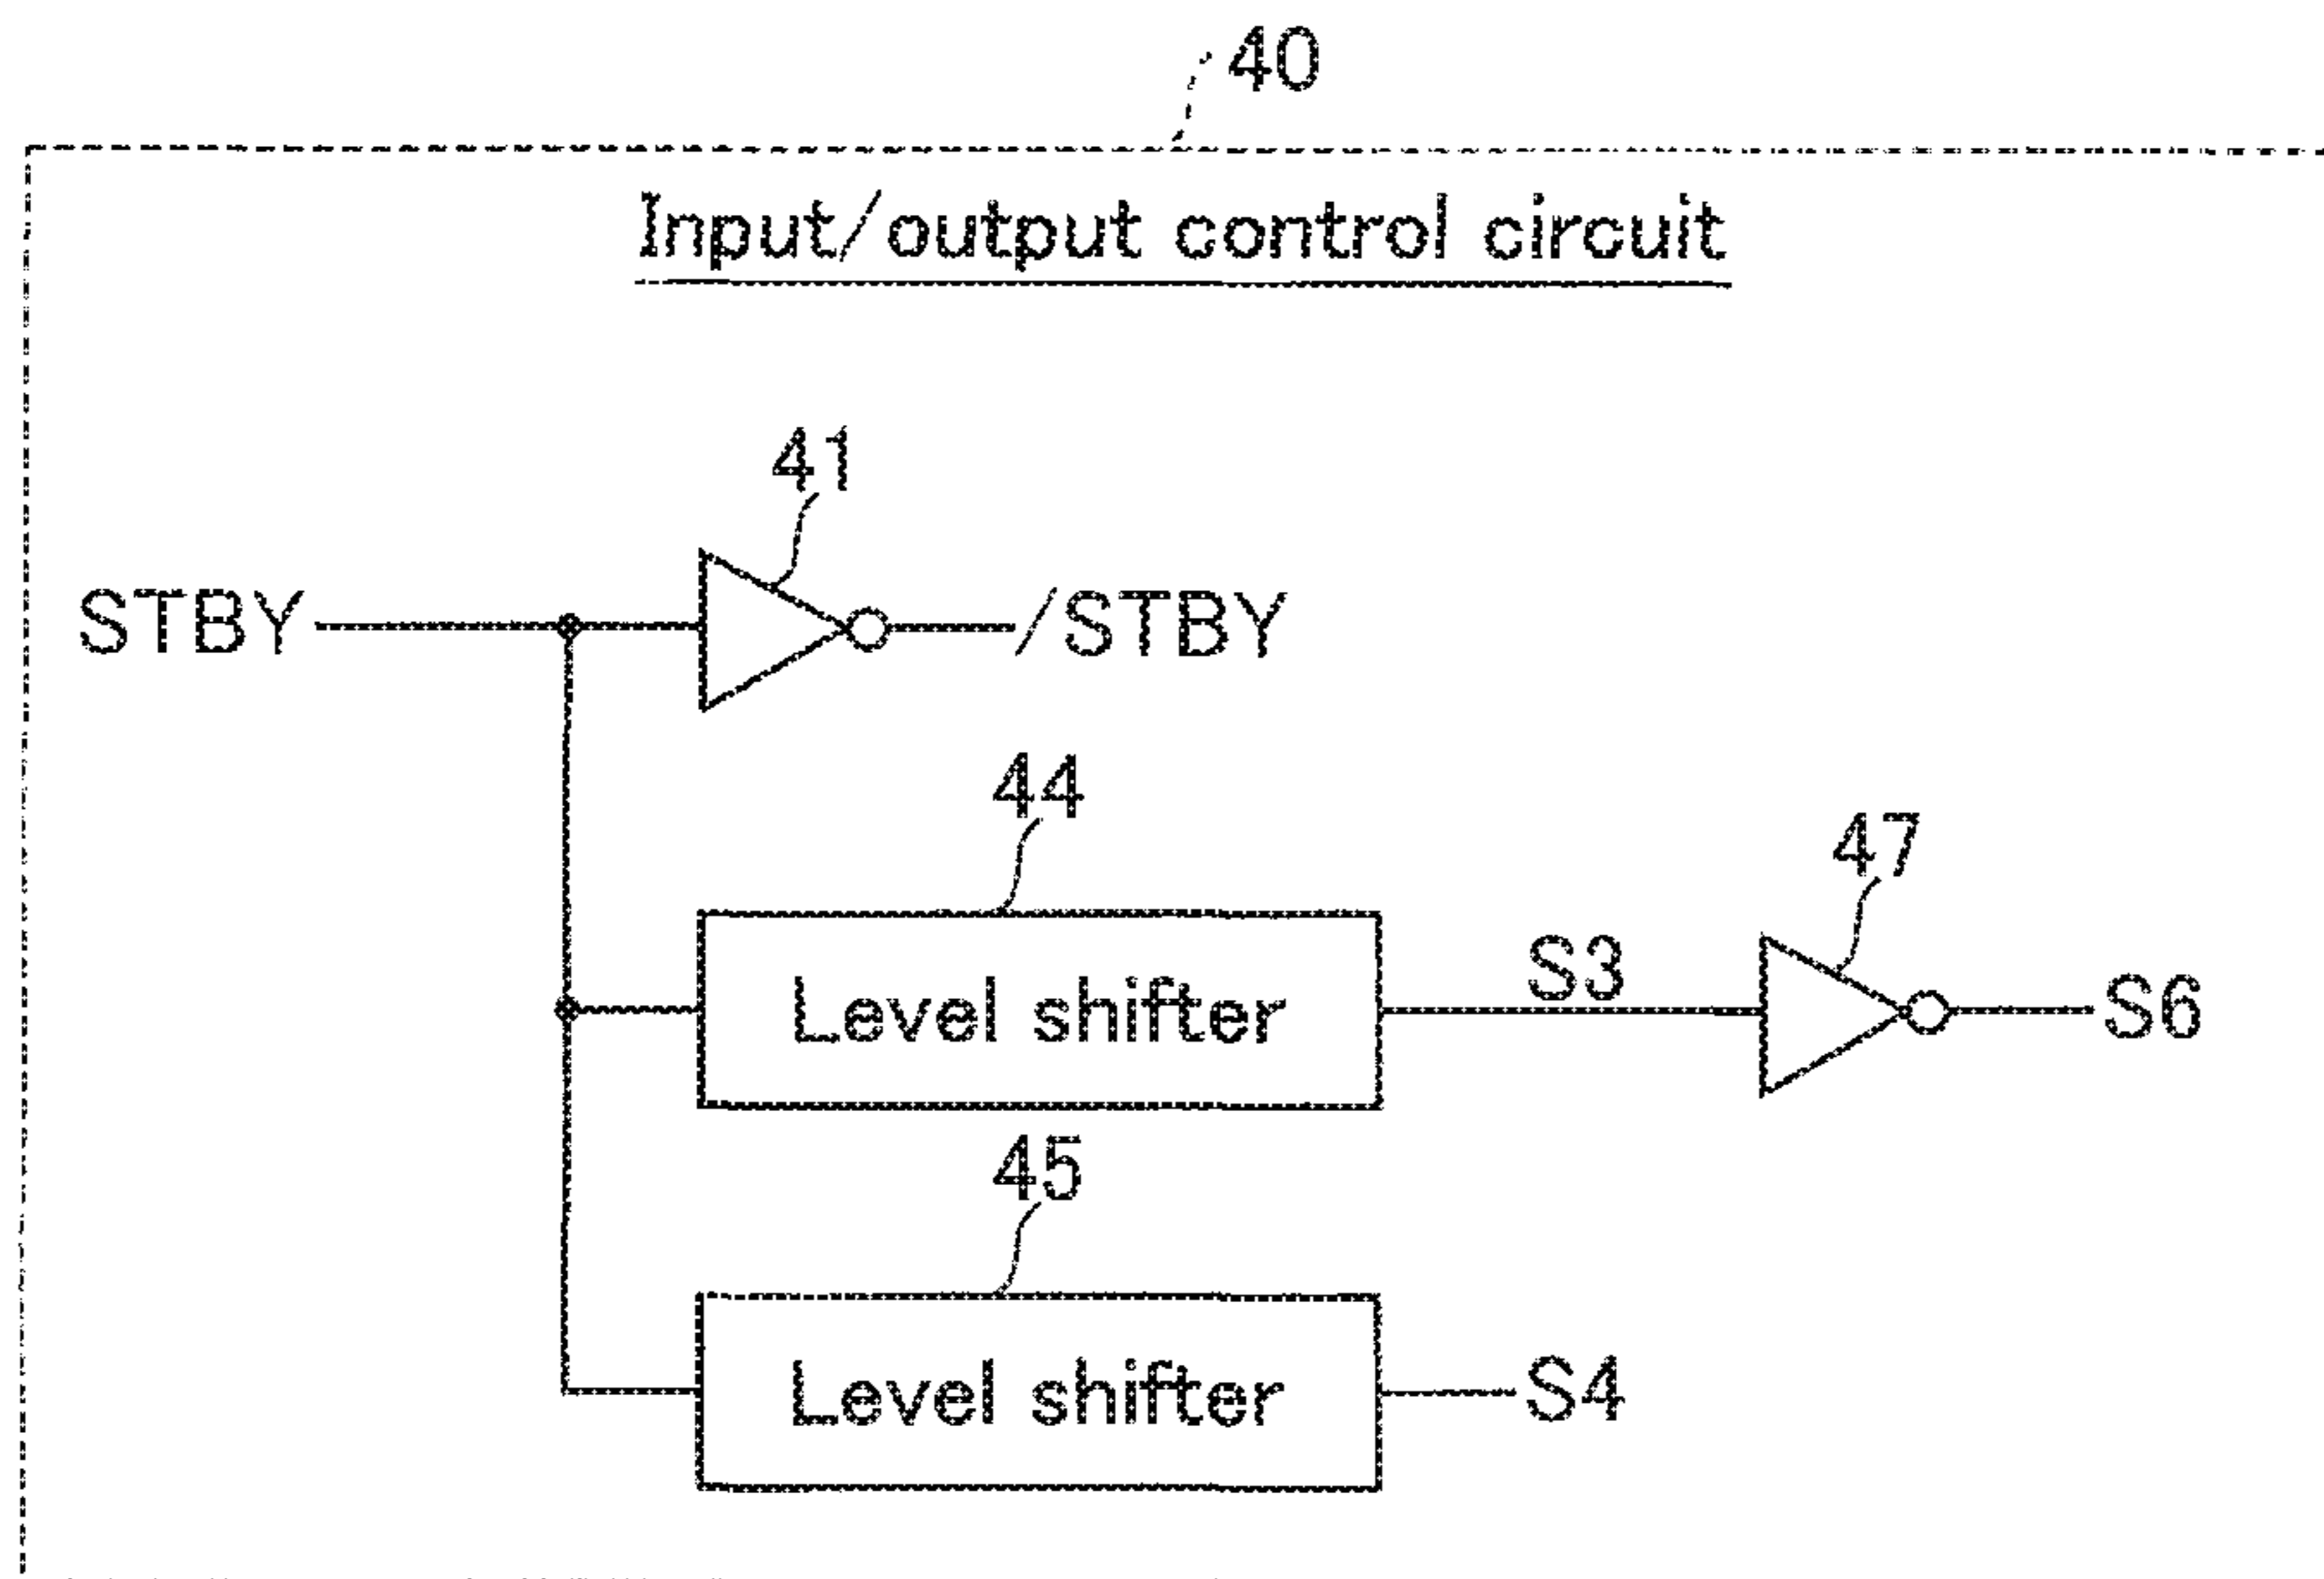 40
Input/output control circuit
41
STBY
/STBY
44
47
Level shifter
S3
S6
45
Level shifter
S4